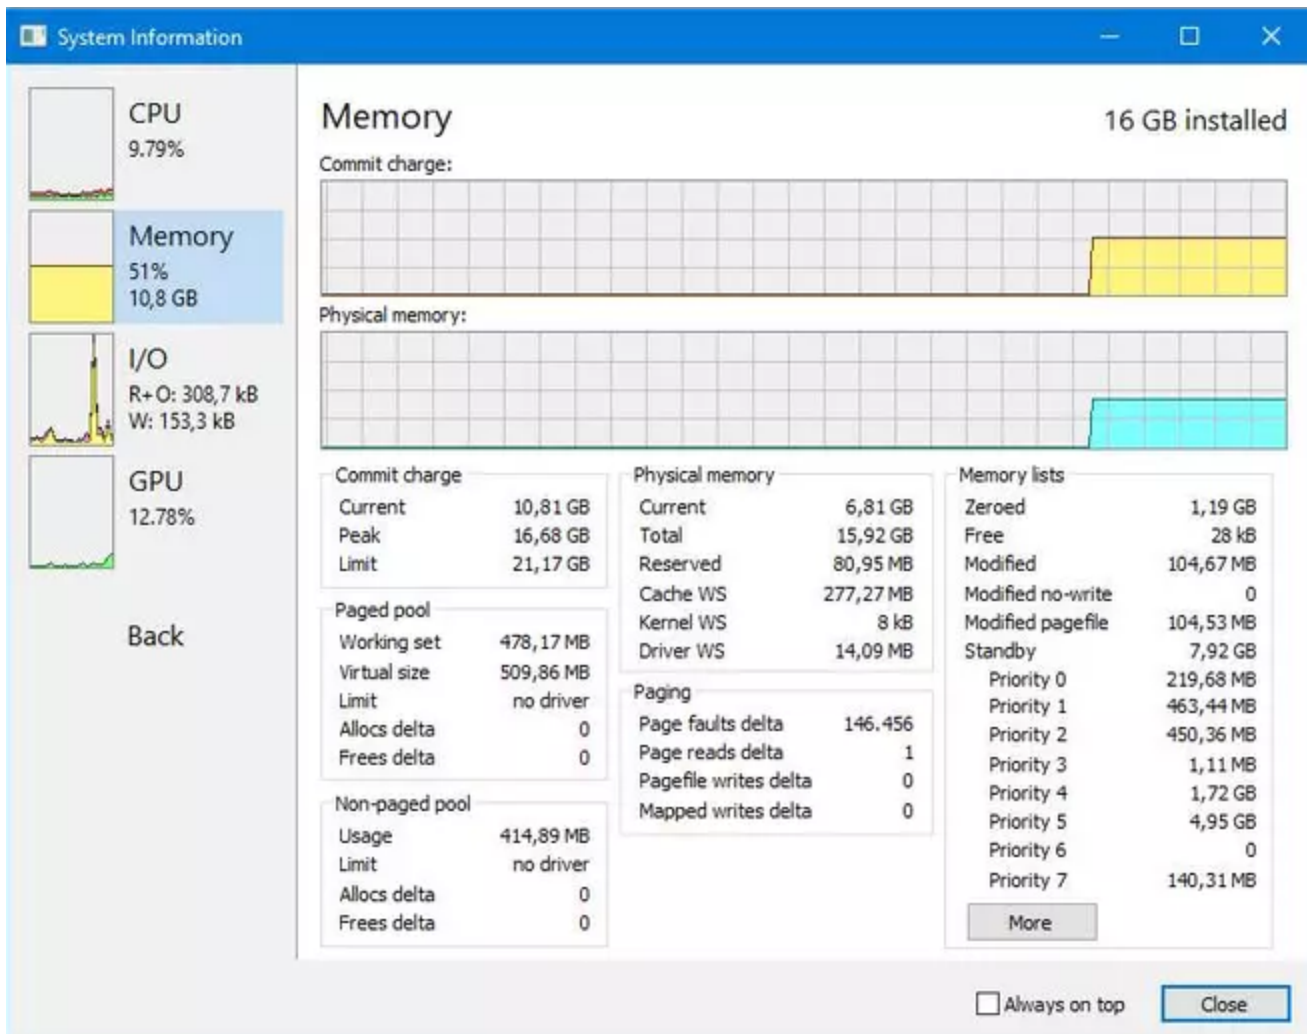 System Information
CPU
9.79%
Memory
51%
10,8 GB
I/O
R+O: 308,7 kB
W: 153,3 kB
GPU
12.78%
Back
Memory
16 GB installed
Commit charge:
Physical memory:
Commit charge
Current 10,81 GB
Peak 16,68 GB
Limit 21,17 GB
Paged pool
Working set 478,17 MB
Virtual size 509,86 MB
Limit no driver
Allocs delta 0
Frees delta 0
Non-paged pool
Usage 414,89 MB
Limit no driver
Allocs delta 0
Frees delta 0
Physical memory
Current 6,81 GB
Total 15,92 GB
Reserved 80,95 MB
Cache WS 277,27 MB
Kernel WS 8 kB
Driver WS 14,09 MB
Paging
Page faults delta 146.456
Page reads delta 1
Pagefile writes delta 0
Mapped writes delta 0
Memory lists
Zeroed 1,19 GB
Free 28 kB
Modified 104,67 MB
Modified no-write 0
Modified pagefile 104,53 MB
Standby 7,92 GB
Priority 0 219,68 MB
Priority 1 463,44 MB
Priority 2 450,36 MB
Priority 3 1,11 MB
Priority 4 1,72 GB
Priority 5 4,95 GB
Priority 6 0
Priority 7 140,31 MB
More
Always on top
Close